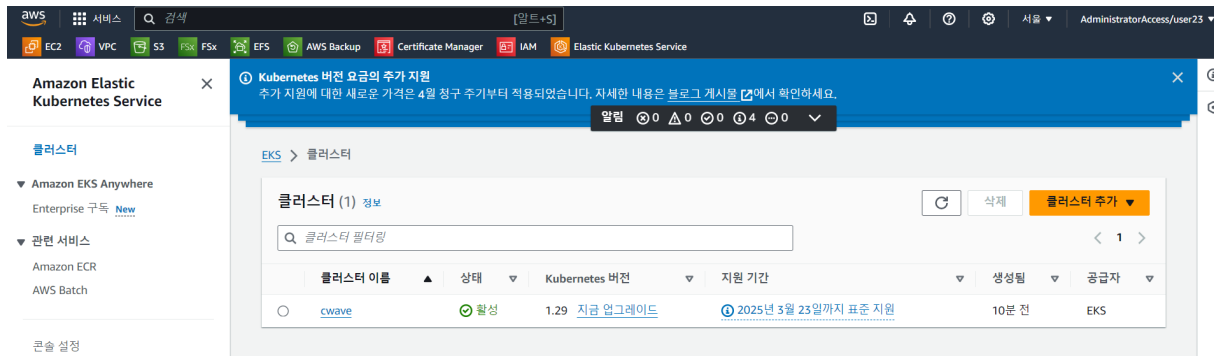 aws 서비스 검색 [알트+S] 서울 ▼ AdministratorAccess/user23 ▼
EC2 VPC S3 FSx FSx EFS AWS Backup Certificate Manager IAM Elastic Kubernetes Service
Amazon Elastic
Kubernetes Service
클러스터
Amazon EKS Anywhere
Enterprise 구독 New
관련 서비스
Amazon ECR
AWS Batch
콘솔 설정
Kubernetes 버전 요금의 추가 지원
추가 지원에 대한 새로운 가격은 4월 청구 주기부터 적용되었습니다. 자세한 내용은 블로그 게시물에서 확인하세요.
알림 0 0 0 4 0
EKS > 클러스터
클러스터 (1) 정보
삭제 클러스터 추가 ▼
클러스터 필터링
< 1 >
클러스터 이름 ▲ 상태 Kubernetes 버전 지원 기간 생성됨 공급자
cwave 활성 1.29 지금 업그레이드 2025년 3월 23일까지 표준 지원 10분 전 EKS